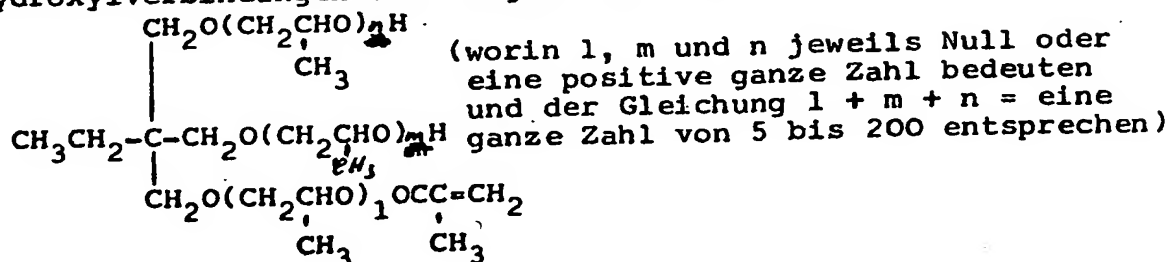 CH2O(CH2CHO)nH
CH3
(worin l, m und n jeweils Null oder
eine positive ganze Zahl bedeuten
und der Gleichung l + m + n = eine
ganze Zahl von 5 bis 200 entsprechen)
CH3CH2-C-CH2O(CH2CHO)mH
CH3
CH2O(CH2CHO)lOCC=CH2
CH3 CH3